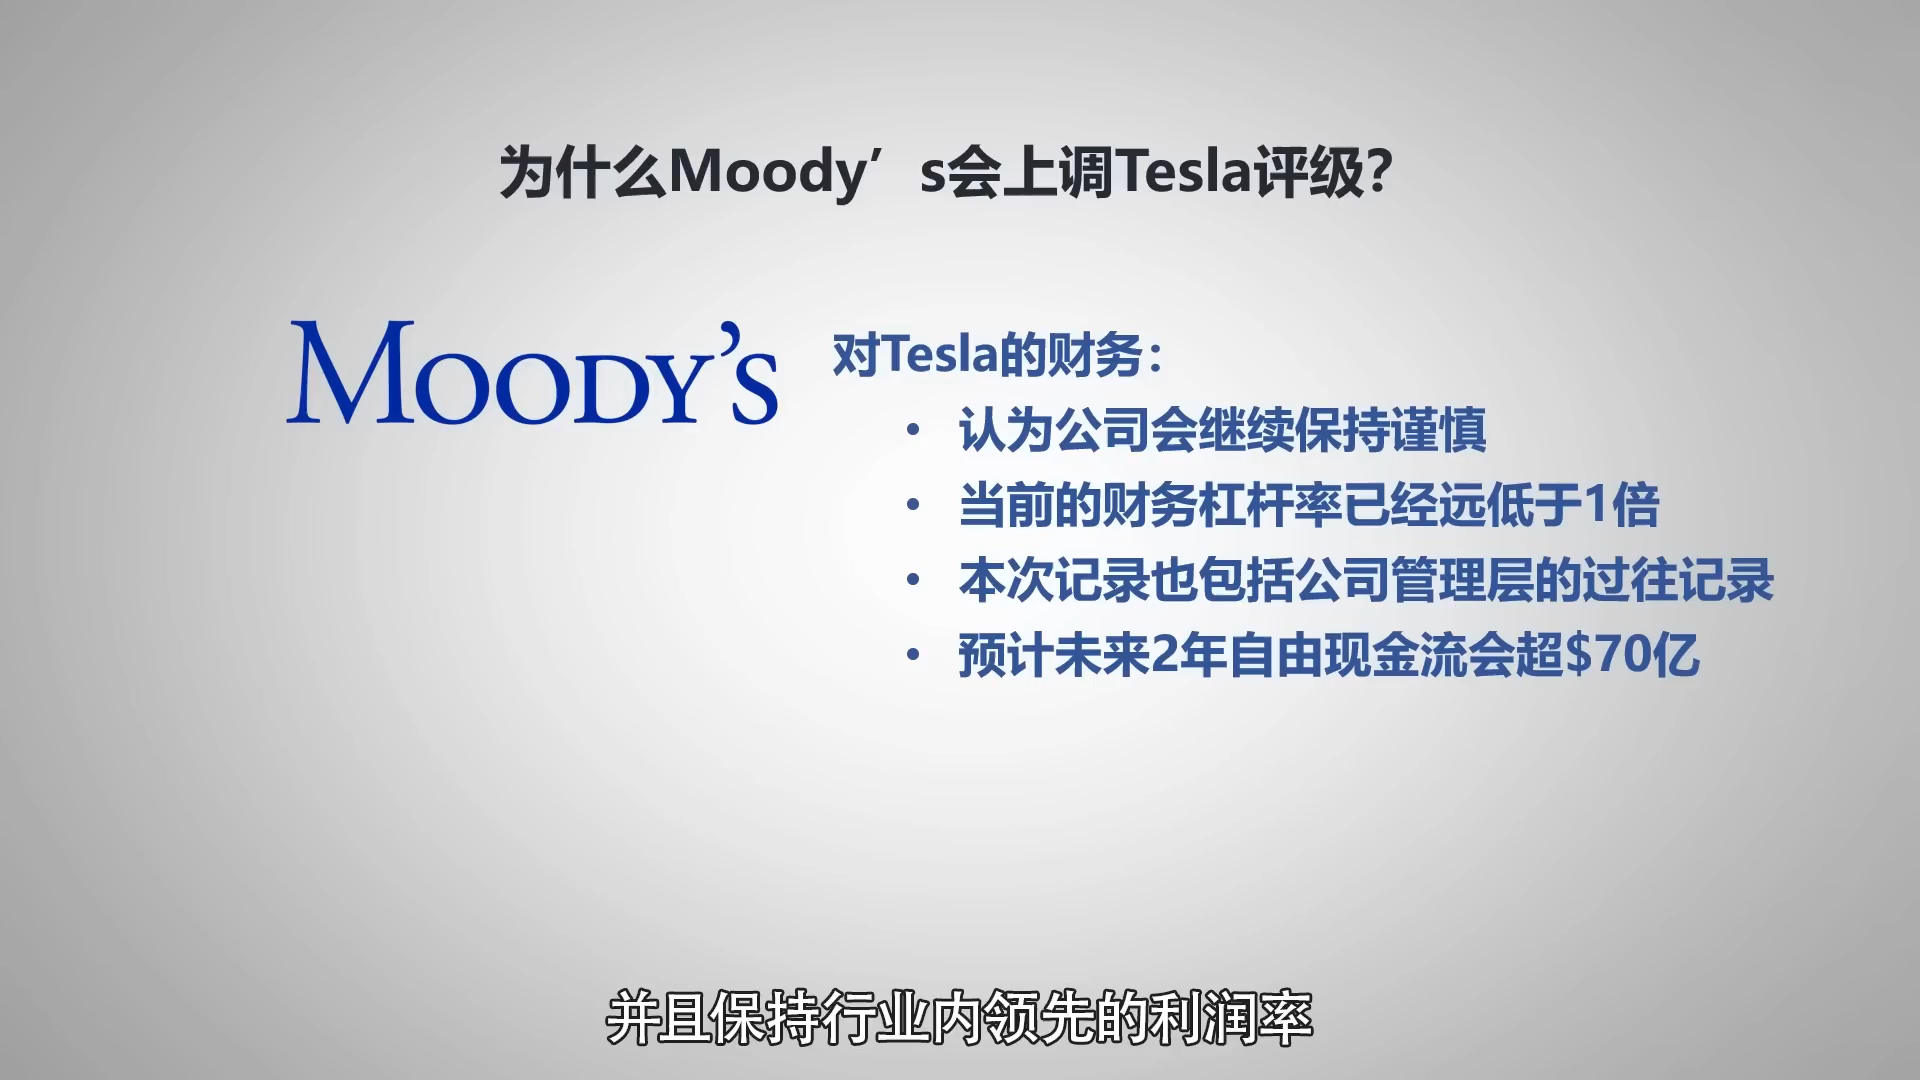 为什么Moody’s会上调Tesla评级？
MOODY’S
对Tesla的财务：
• 认为公司会继续保持谨慎
• 当前的财务杠杆率已经远低于1倍
• 本次记录也包括公司管理层的过往记录
• 预计未来2年自由现金流会超$70亿
并且保持行业内领先的利润率